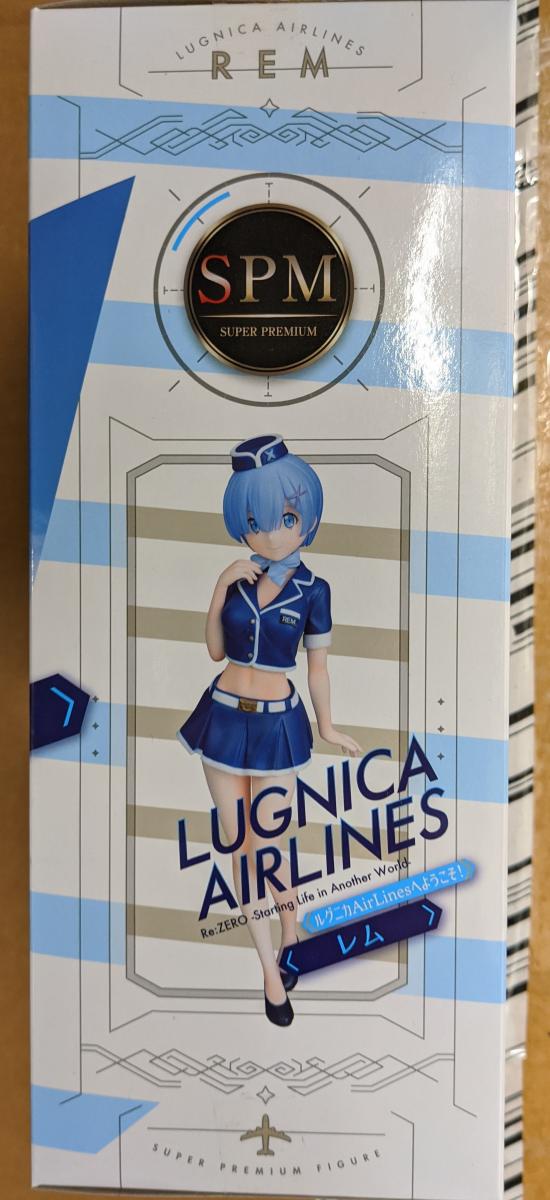 LUGNICA AIRLINES
REM
SPM
SUPER PREMIUM
REM
LUGNICA
AIRLINES
Re:ZERO -Starting Life in Another World-
ルグニカAirLinesへようこそ!
レム
SUPER PREMIUM FIGURE